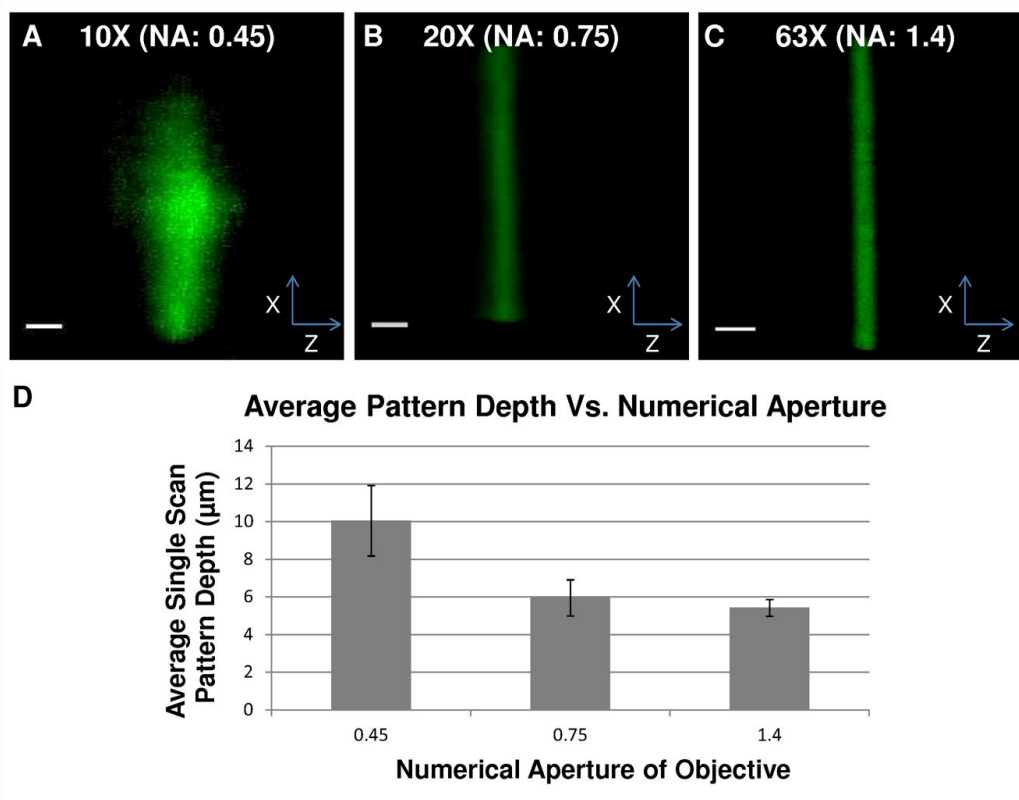 A 10X (NA: 0.45)
X
Z
B 20X (NA: 0.75)
X
Z
C 63X (NA: 1.4)
X
Z
D
Average Pattern Depth Vs. Numerical Aperture
Average Single Scan
Pattern Depth (µm)
14
12
10
8
6
4
2
0
0.45 0.75 1.4
Numerical Aperture of Objective